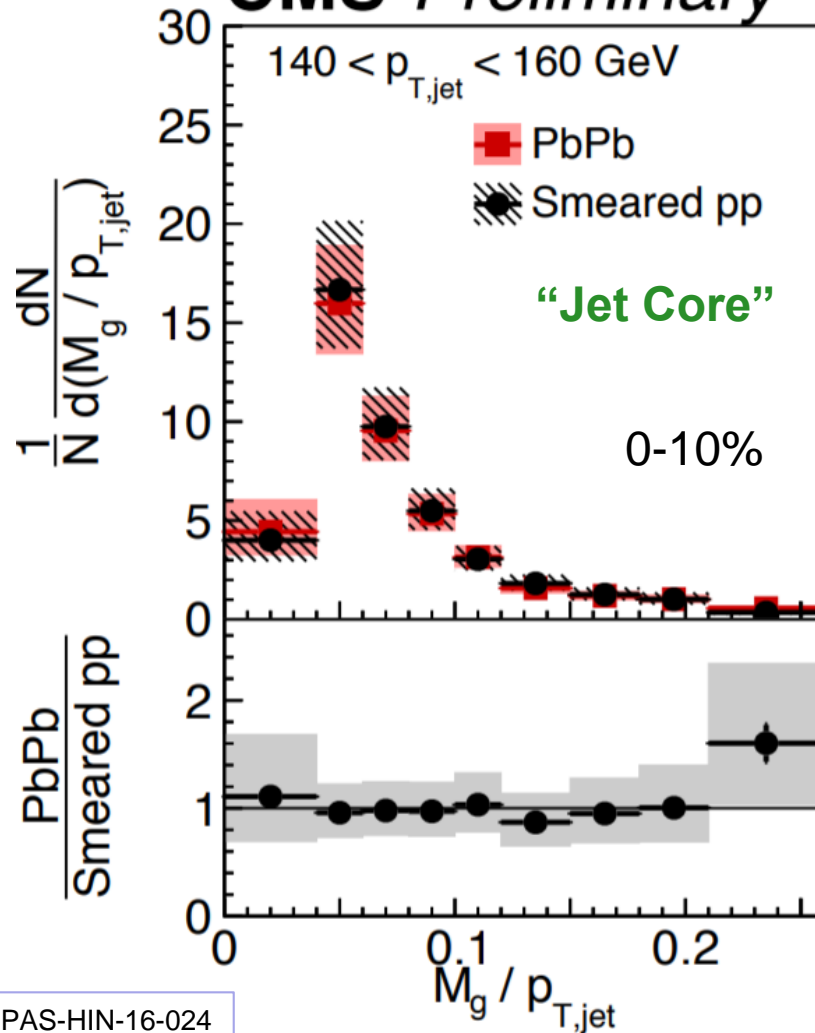 CMS Preliminary
30
140 < p_T,jet < 160 GeV
25
PbPb
20
Smeared pp
1/N dN/d(M_g / p_T,jet)
"Jet Core"
15
10
0-10%
5
0
PbPb/Smeared pp
2
1
0
0 0.1 0.2
M_g / p_T,jet
PAS-HIN-16-024